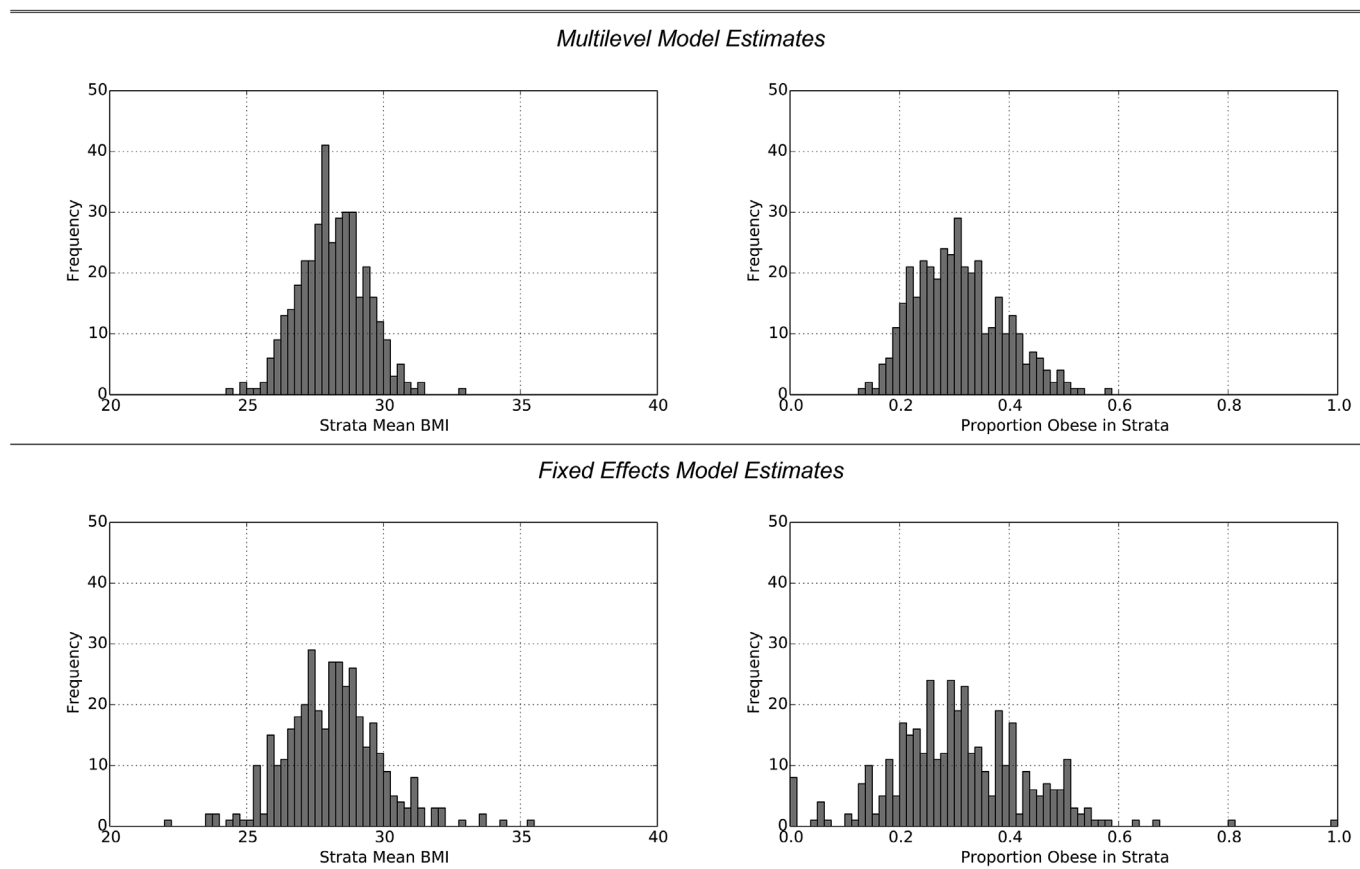 Multilevel Model Estimates
50
40
30
20
10
0
Frequency
20 25 30 35 40
Strata Mean BMI
50
40
30
20
10
0
Frequency
0.0 0.2 0.4 0.6 0.8 1.0
Proportion Obese in Strata
Fixed Effects Model Estimates
50
40
30
20
10
0
Frequency
20 25 30 35 40
Strata Mean BMI
50
40
30
20
10
0
Frequency
0.0 0.2 0.4 0.6 0.8 1.0
Proportion Obese in Strata